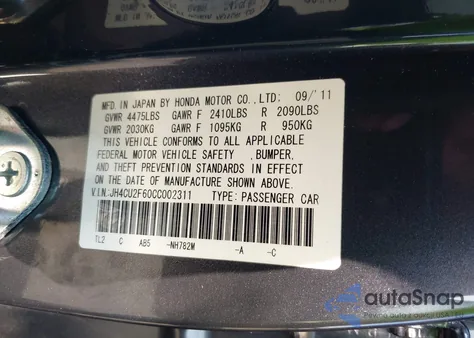 MFD. IN JAPAN BY HONDA MOTOR CO.,LTD: 09/'11
GVWR 4475LBS GAWR F 2410LBS R 2090LBS
GVWR 2030KG GAWR F 1095KG R 950KG
THIS VEHICLE CONFORMS TO ALL APPLICABLE
FEDERAL MOTOR VEHICLE SAFETY ,BUMPER,
AND THEFT PREVENTION STANDARDS IN EFFECT
ON THE DATE OF MANUFACTURE SHOWN ABOVE.
V.I.N:JH4CU2F60CC002311 TYPE: PASSENGER CAR
TL2 C AB5 -NH782M -A -C
autoSnap